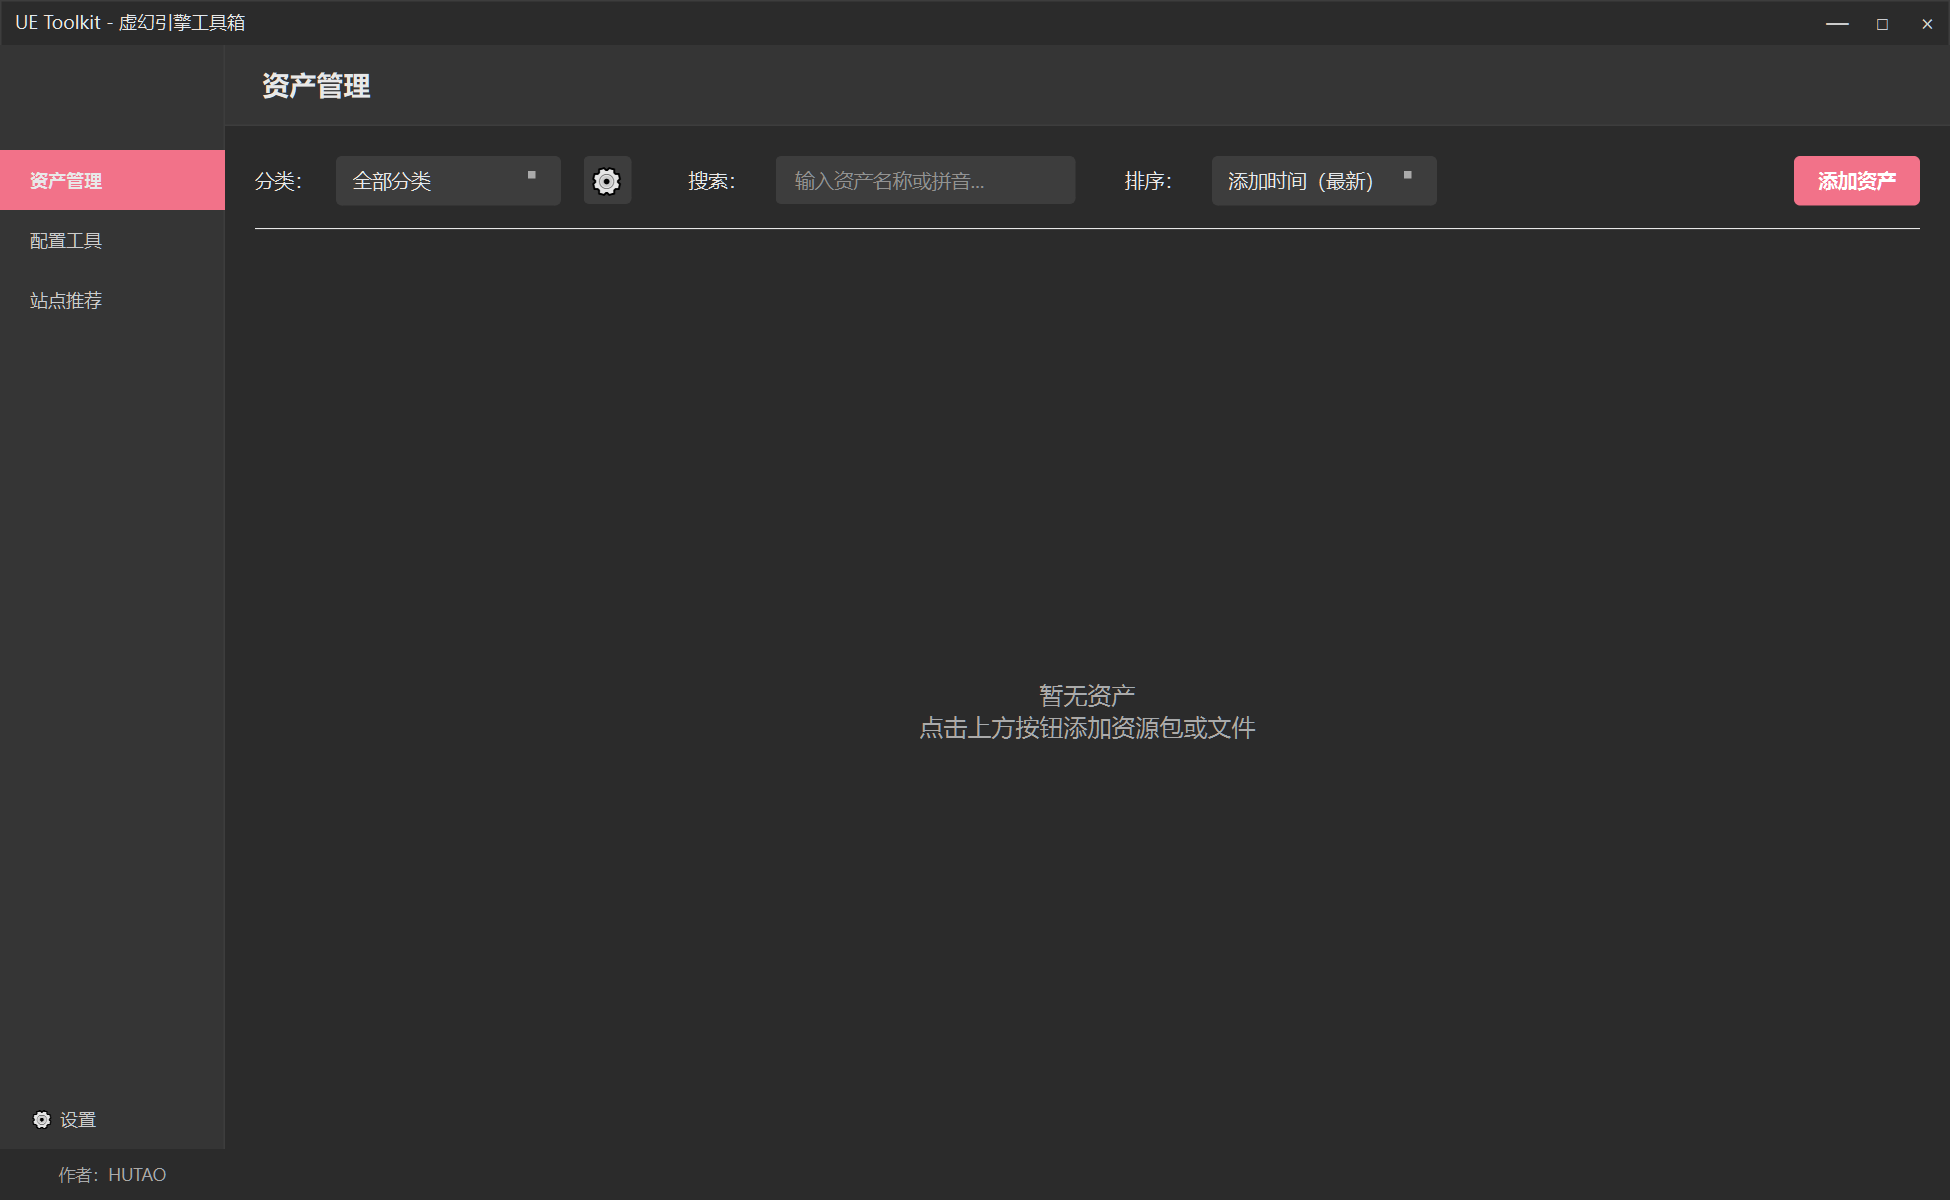 UE Toolkit - 虚幻引擎工具箱
资产管理
资产管理
配置工具
站点推荐
分类：
全部分类
搜索：
输入资产名称或拼音...
排序：
添加时间（最新）
添加资产
暂无资产
点击上方按钮添加资源包或文件
设置
作者：HUTAO